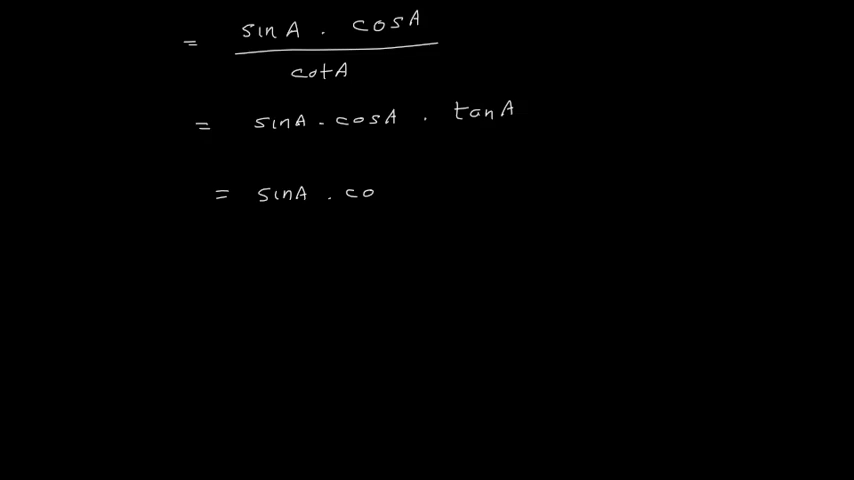 = sinA . cosA
cotA
= sinA . cosA . tanA
= sinA . co